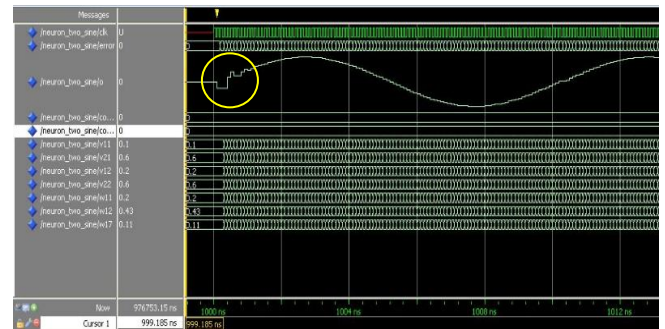 Messages
/neuron_two_sine/clk U
/neuron_two_sine/error 0 0
/neuron_two_sine/o 0
/neuron_two_sine/co... 0 0
/neuron_two_sine/co... 0 0
/neuron_two_sine/v11 0.1 0.1
/neuron_two_sine/v21 0.6 0.6
/neuron_two_sine/v12 0.2 0.2
/neuron_two_sine/v22 0.6 0.6
/neuron_two_sine/w11 0.2 0.2
/neuron_two_sine/w12 0.43 0.43
/neuron_two_sine/w17 0.11 0.11
Now 976753.15 ns 1000 ns 1004 ns 1008 ns 1012 ns
Cursor 1 999.185 ns 999.185 ns